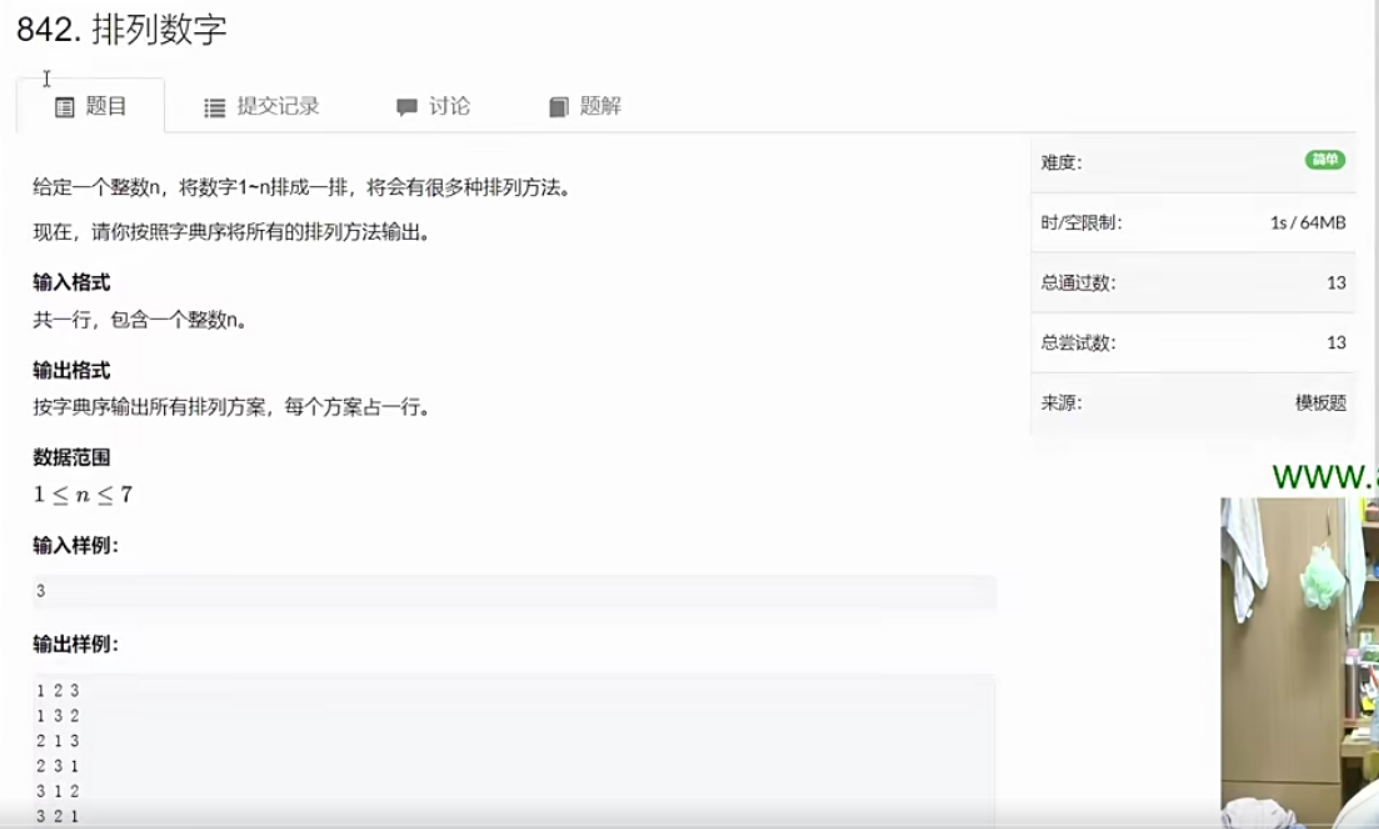 842. 排列数字
题目 提交记录 讨论 题解
给定一个整数n，将数字1~n排成一排，将会有很多种排列方法。
现在，请你按照字典序将所有的排列方法输出。
输入格式
共一行，包含一个整数n。
输出格式
按字典序输出所有排列方案，每个方案占一行。
数据范围
1 ≤ n ≤ 7
输入样例：
3
输出样例：
1 2 3
1 3 2
2 1 3
2 3 1
3 1 2
3 2 1
难度： 简单
时/空限制： 1s / 64MB
总通过数： 13
总尝试数： 13
来源： 模板题
www.